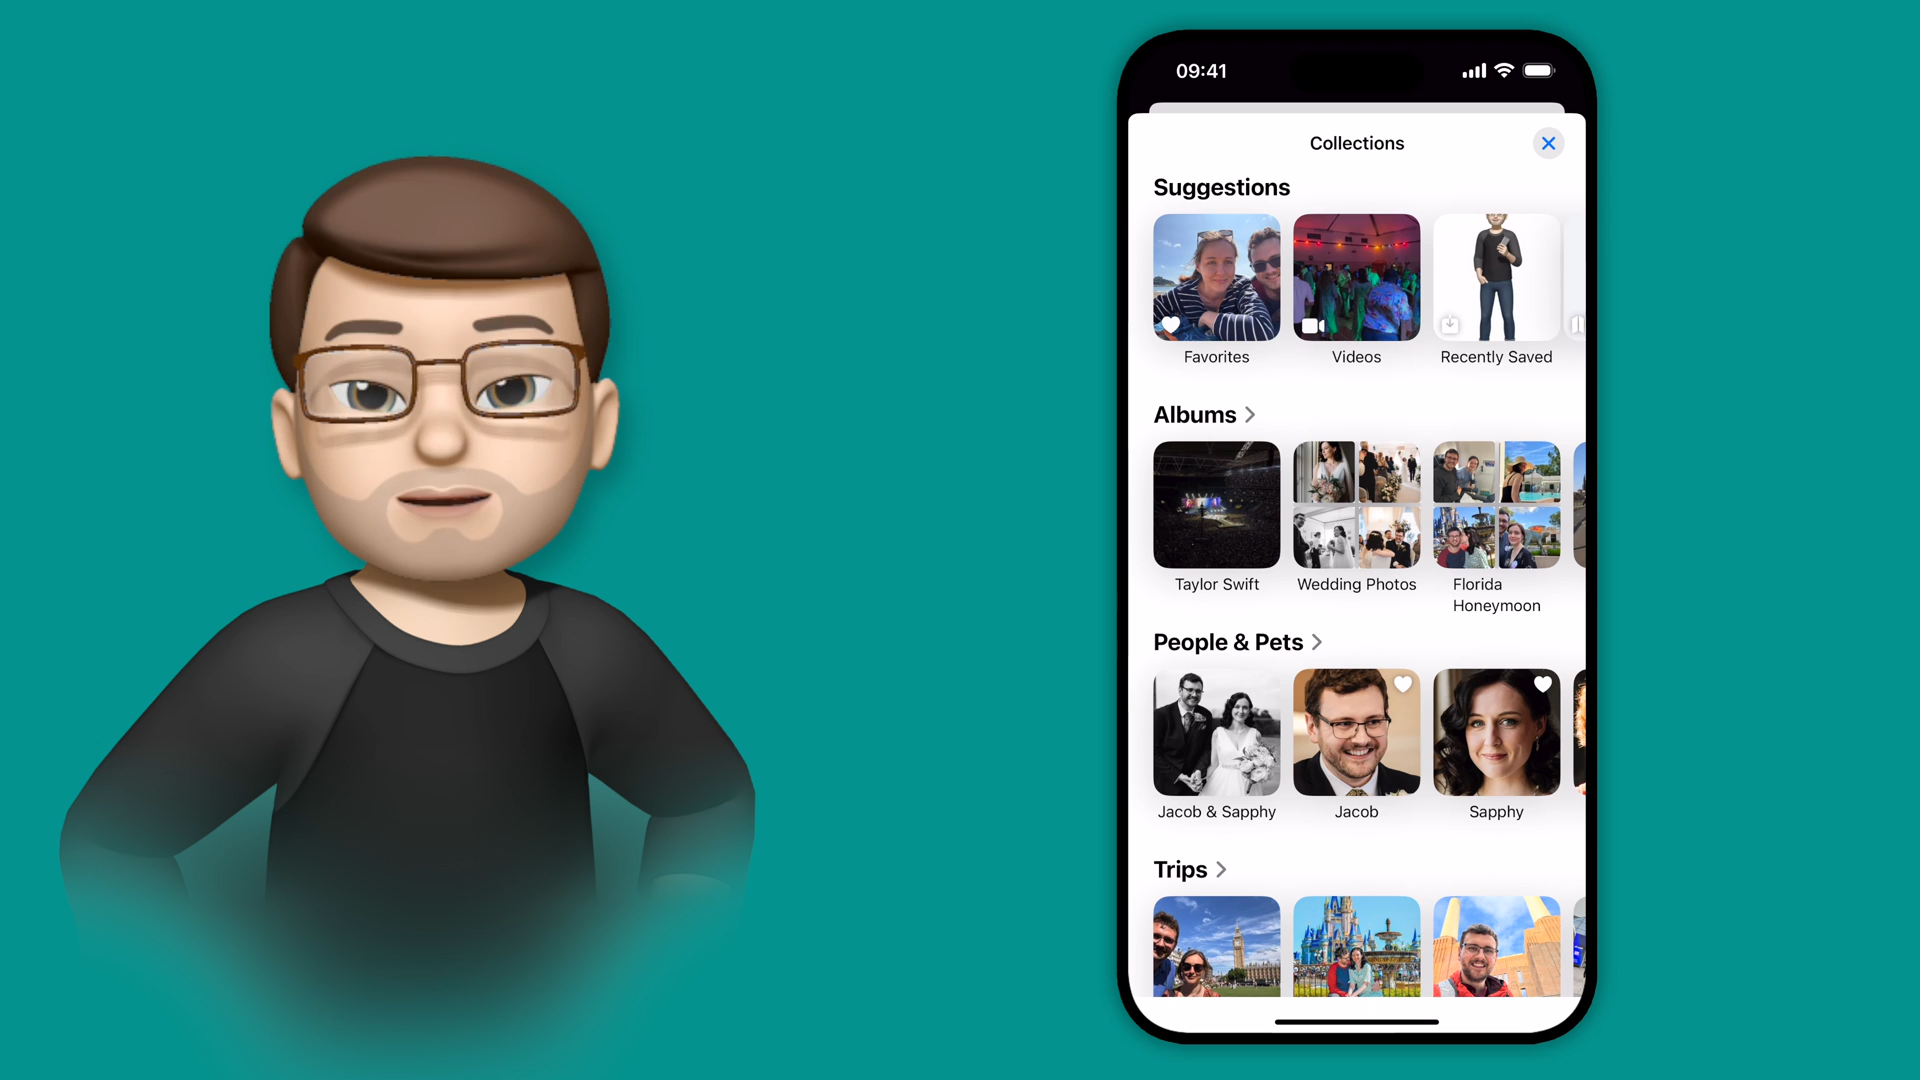 09:41
Collections
Suggestions
Favorites
Videos
Recently Saved
Albums
Taylor Swift
Wedding Photos
Florida
Honeymoon
People & Pets
Jacob & Sapphy
Jacob
Sapphy
Trips